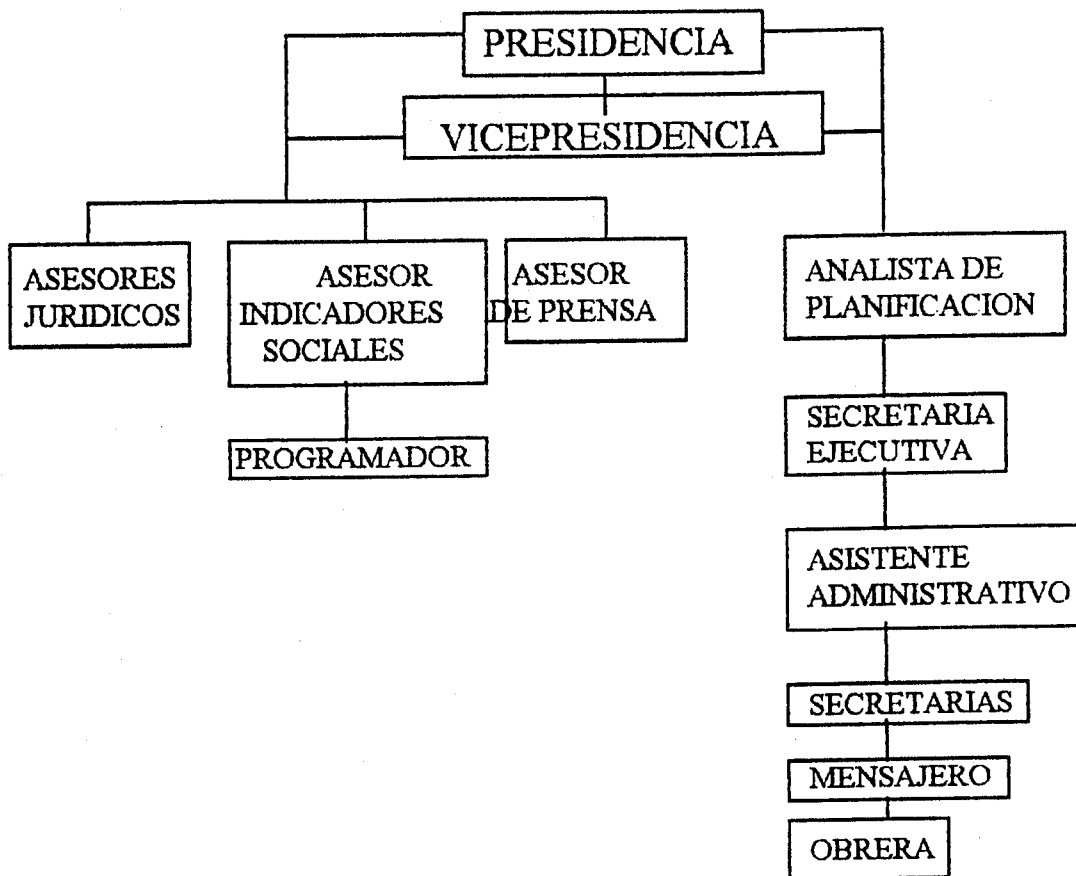 PRESIDENCIA
VICEPRESIDENCIA
ASESORES
JURIDICOS
ASESOR
INDICADORES
SOCIALES
ASESOR
DE PRENSA
ANALISTA DE
PLANIFICACION
PROGRAMADOR
SECRETARIA
EJECUTIVA
ASISTENTE
ADMINISTRATIVO
SECRETARIAS
MENSAJERO
OBRERA